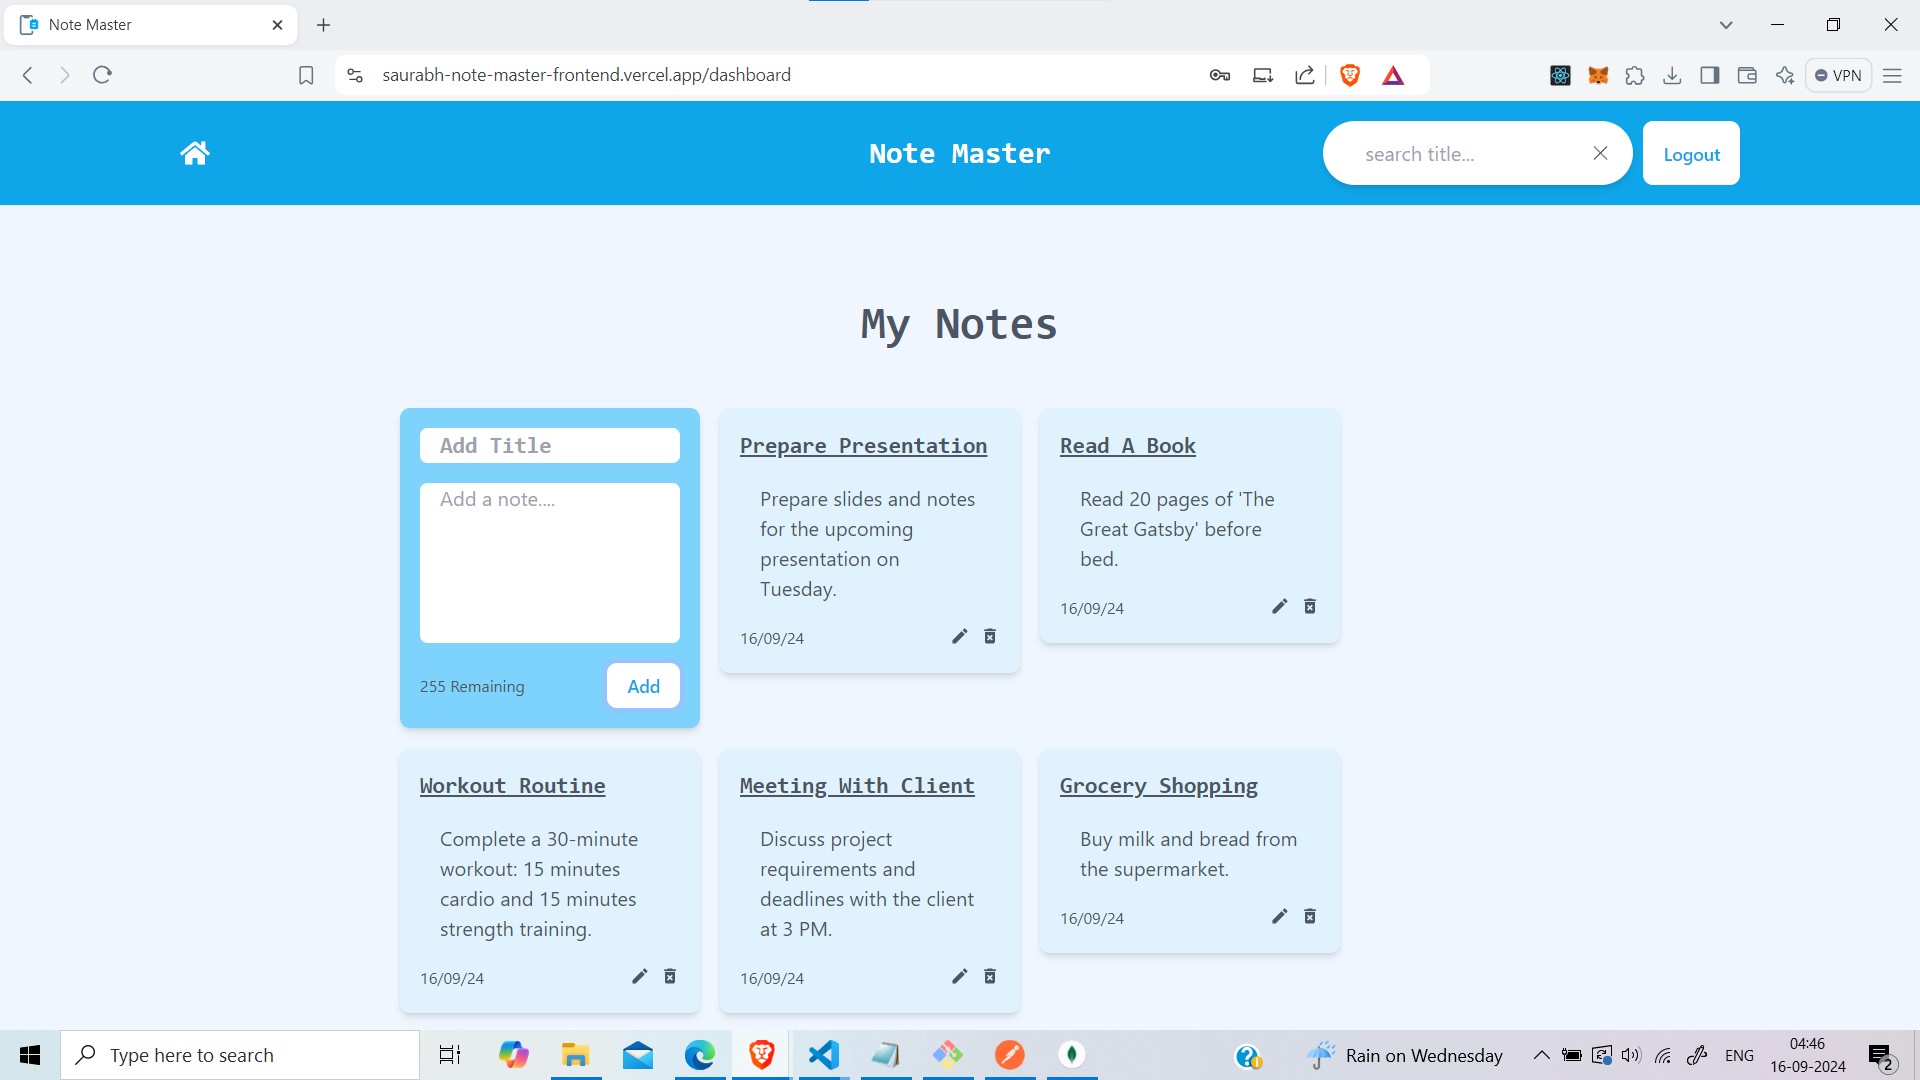 Note Master
saurabh-note-master-frontend.vercel.app/dashboard
VPN
Note Master
search title...
Logout
My Notes
Add Title
Add a note....
255 Remaining
Add
Prepare Presentation
Prepare slides and notes
for the upcoming
presentation on
Tuesday.
16/09/24
Read A Book
Read 20 pages of 'The
Great Gatsby' before
bed.
16/09/24
Workout Routine
Complete a 30-minute
workout: 15 minutes
cardio and 15 minutes
strength training.
16/09/24
Meeting With Client
Discuss project
requirements and
deadlines with the client
at 3 PM.
16/09/24
Grocery Shopping
Buy milk and bread from
the supermarket.
16/09/24
Type here to search
Rain on Wednesday
ENG
04:46
16-09-2024
2